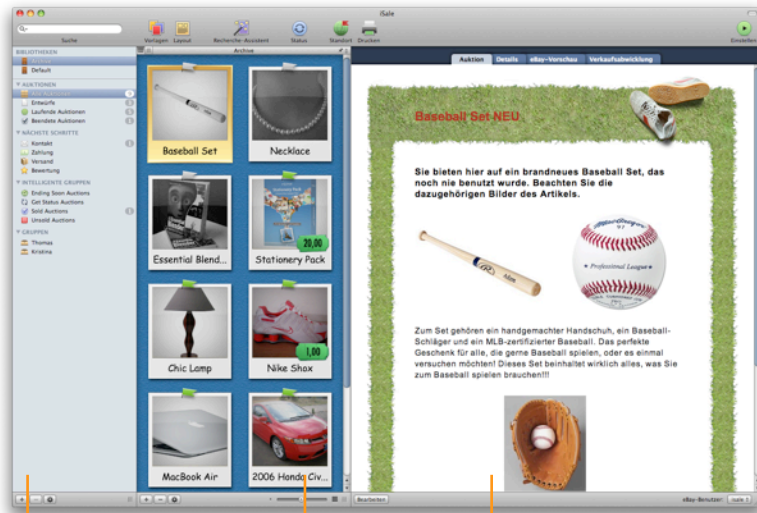 iSale
Suche
Vorlagen Layout Recherche-Assistent Status Standort Drucken Einstellen
BIBLIOTHEKEN
Archive
Default
AUKTIONEN
Entwürfe
Laufende Auktionen
Beendete Auktionen
NÄCHSTE SCHRITTE
Kontakt
Zahlung
Versand
Bewertung
INTELLIGENTE GRUPPEN
Ending Soon Auctions
Get Status Auctions
Sold Auctions
Unsold Auctions
GRUPPEN
Thomas
Kristina
Archive
Baseball Set
Necklace
Essential Blend...
Stationery Pack
20,00
Chic Lamp
Nike Shox
1,00
MacBook Air
2006 Honda Civ...
Auktion Details eBay-Vorschau Verkaufsabwicklung
Baseball Set NEU
Sie bieten hier auf ein brandneues Baseball Set, das
noch nie benutzt wurde. Beachten Sie die
dazugehörigen Bilder des Artikels.
Professional League
Zum Set gehören ein handgemachter Handschuh, ein Baseball-
Schläger und ein MLB-zertifizierter Baseball. Das perfekte
Geschenk für alle, die gerne Baseball spielen, oder es einmal
versuchen möchten! Dieses Set beinhaltet wirklich alles, was Sie
zum Baseball spielen brauchen!!!
Bearbeiten
eBay-Benutzer: